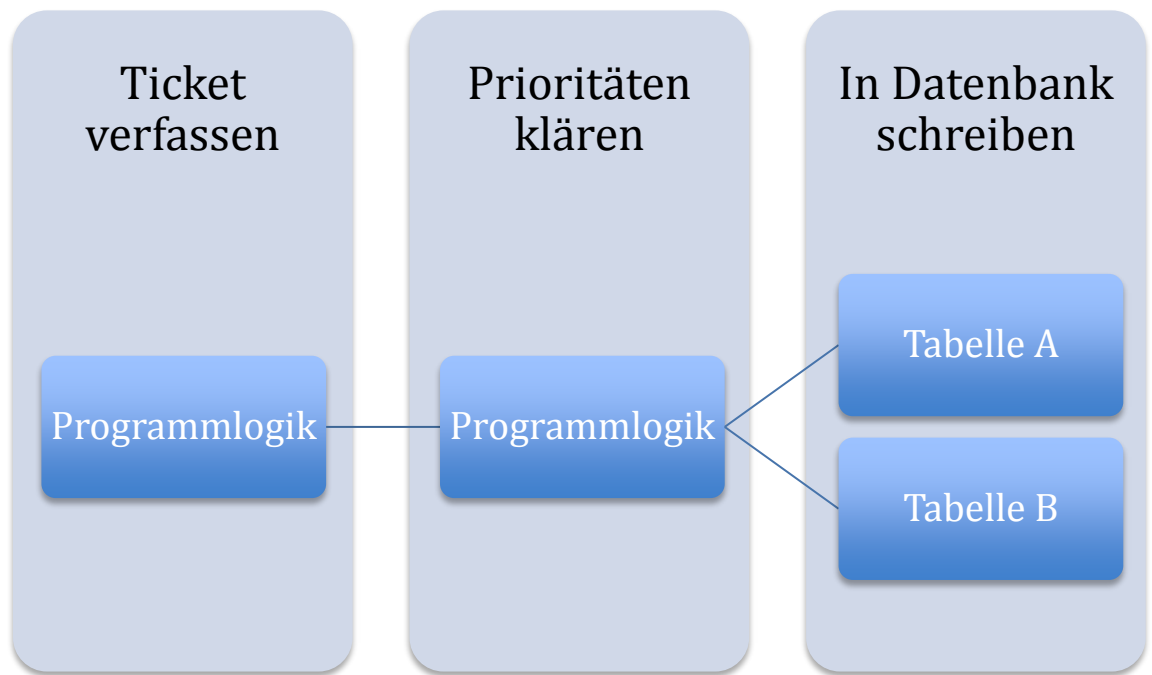 Ticket
verfassen
Programmlogik
Prioritäten
klären
Programmlogik
In Datenbank
schreiben
Tabelle A
Tabelle B